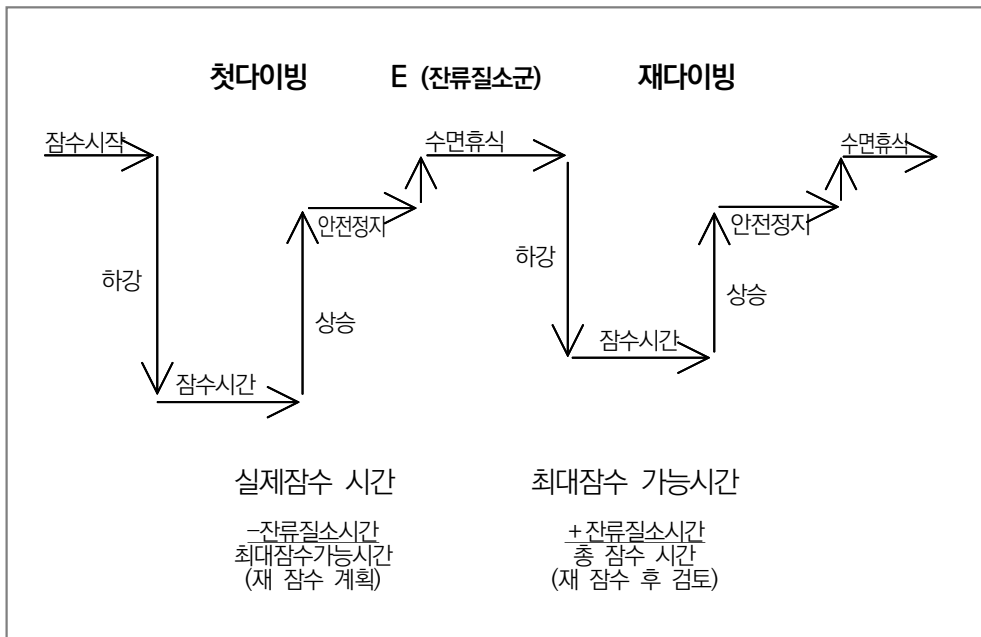 첫다이빙 E (잔류질소군) 재다이빙
잠수시작 수면휴식 수면휴식
안전정지 안전정지
하강 하강
상승 상승
잠수시간 잠수시간
실제잠수 시간 최대잠수 가능시간
-잔류질소시간 +잔류질소시간
최대잠수가능시간 총 잠수 시간
(재 잠수 계획) (재 잠수 후 검토)